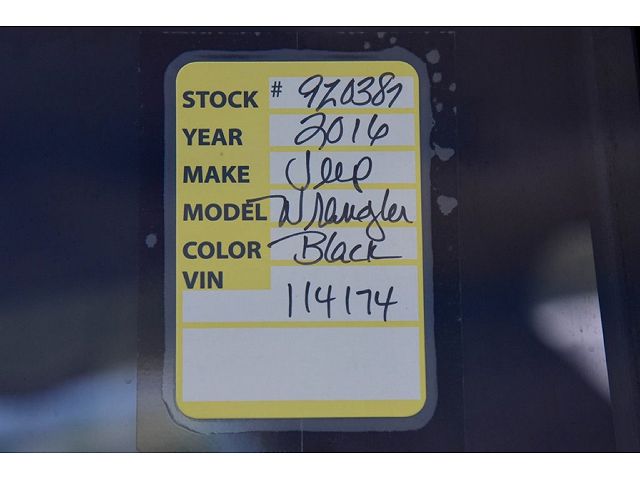 STOCK # 9Z0387
YEAR 2016
MAKE Jeep
MODEL Wrangler
COLOR Black
VIN
114174